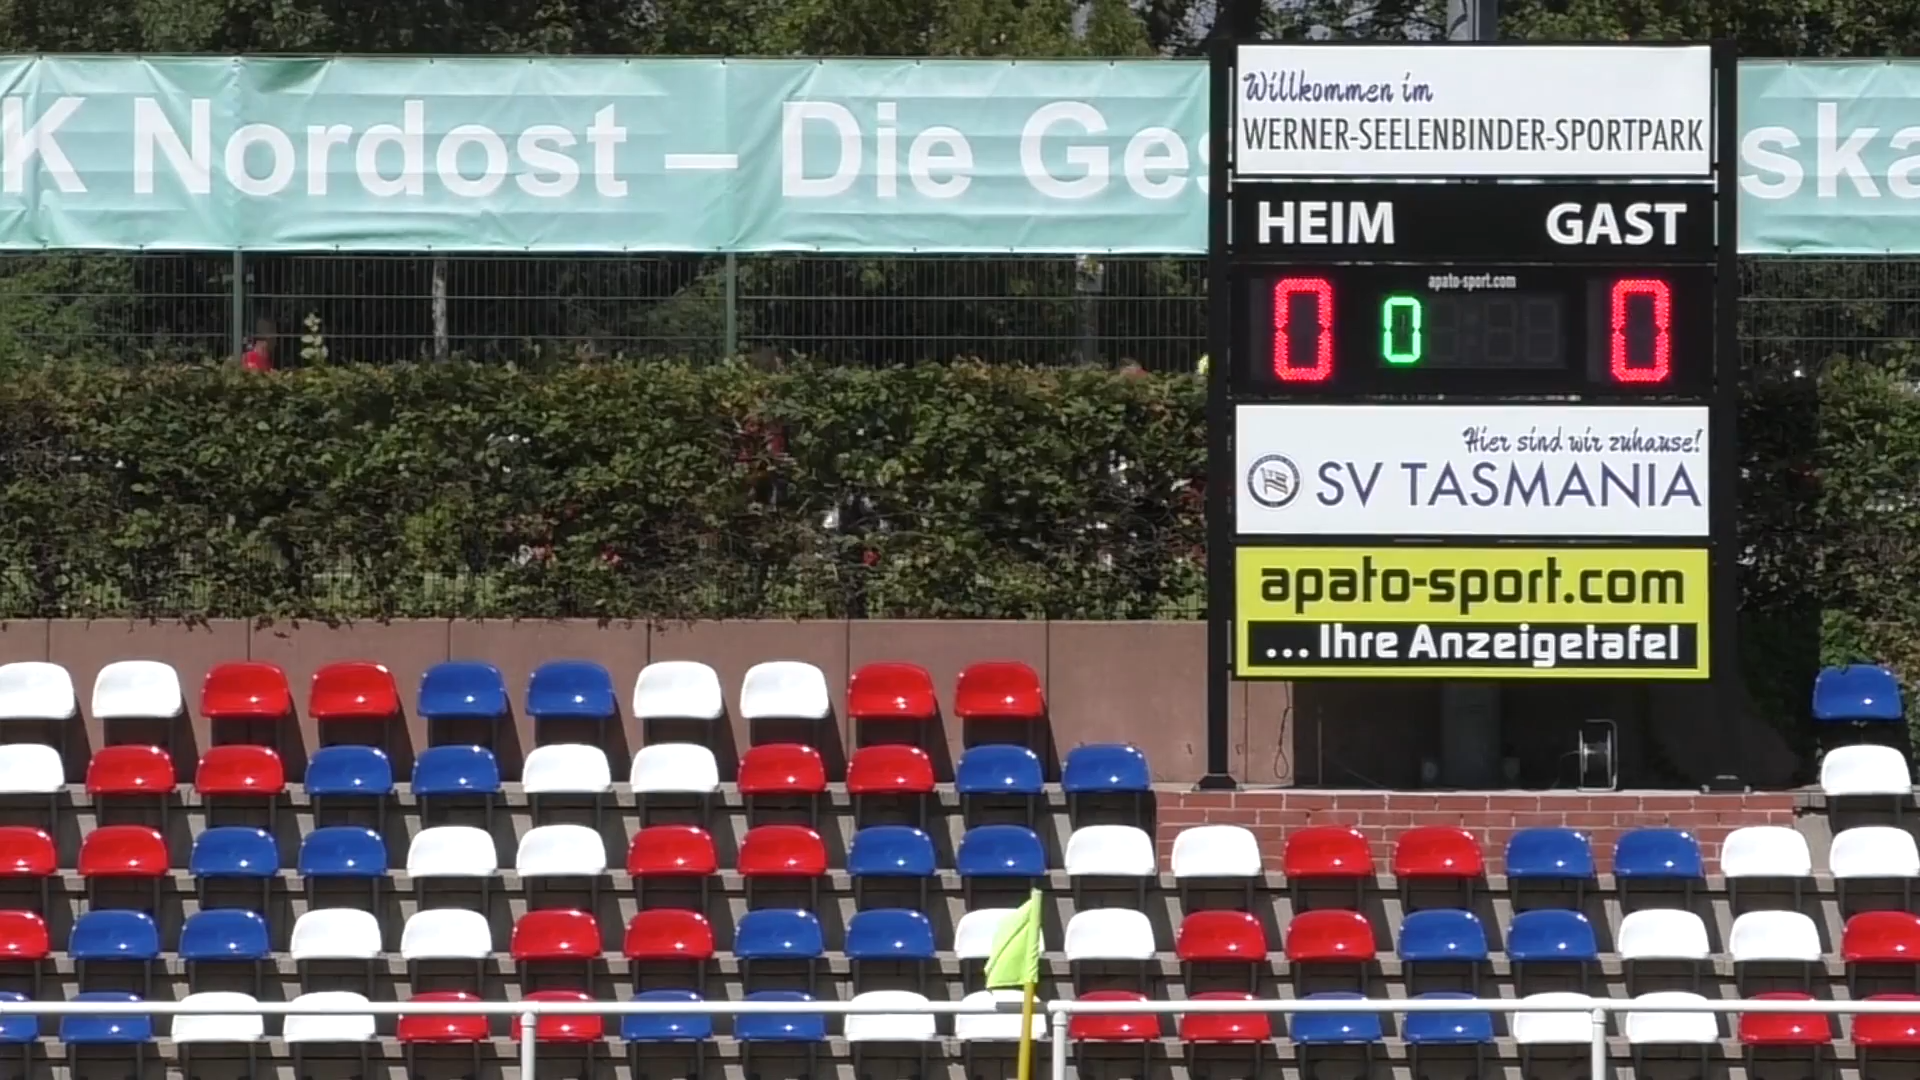 K Nordost – Die Ges
ska
Willkommen im
WERNER-SEELENBINDER-SPORTPARK
HEIM GAST
apato-sport.com
0 0 0
Hier sind wir zuhause!
SV TASMANIA
apato-sport.com
... Ihre Anzeigetafel